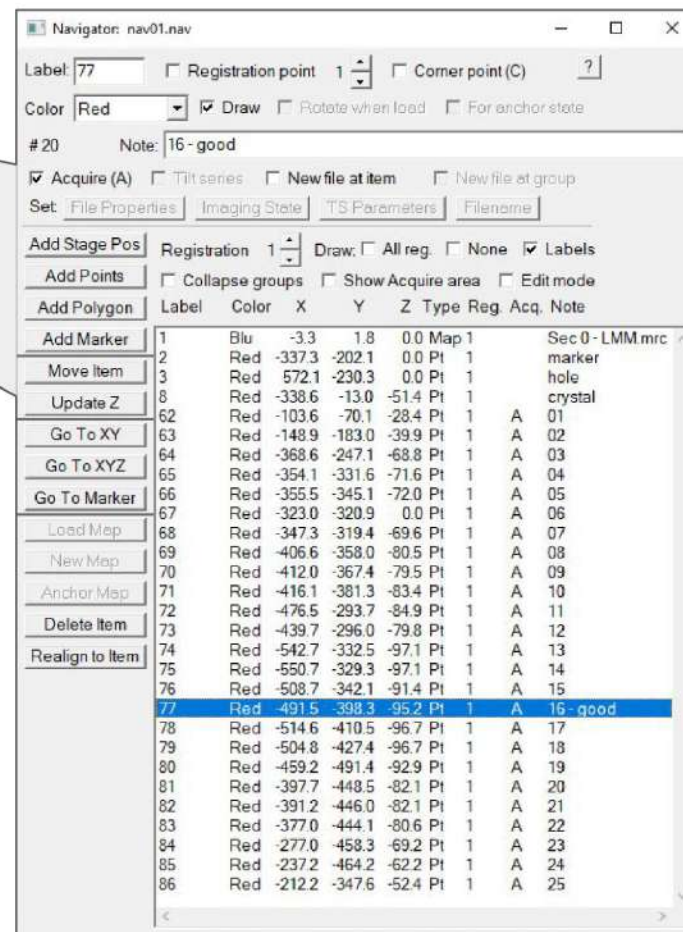 Navigator: nav01.nav
Label: 77 Registration point 1 Corner point (C) ?
Color Red Draw Rotate when load For anchor state
#20 Note: 16 - good
Acquire (A) Tilt series New file at item New file at group
Set: File Properties Imaging State TS Parameters Filename
Add Stage Pos Registration 1 Draw: All reg. None Labels
Add Points Collapse groups Show Acquire area Edit mode
Add Polygon Label Color X Y Z Type Reg. Acq. Note
Add Marker
Move Item
Update Z
Go To XY
Go To XYZ
Go To Marker
Load Map
New Map
Anchor Map
Delete Item
Realign to Item
1 Blu -3.3 1.8 0.0 Map 1 Sec 0 - LMM.mrc
2 Red -337.3 -202.1 0.0 Pt 1 marker
3 Red 572.1 -230.3 0.0 Pt 1 hole
8 Red -338.6 -13.0 -51.4 Pt 1 crystal
62 Red -103.6 -70.1 -28.4 Pt 1 A 01
63 Red -148.9 -183.0 -39.9 Pt 1 A 02
64 Red -368.6 -247.1 -68.8 Pt 1 A 03
65 Red -354.1 -331.6 -71.6 Pt 1 A 04
66 Red -355.5 -345.1 -72.0 Pt 1 A 05
67 Red -323.0 -320.9 0.0 Pt 1 A 06
68 Red -347.3 -319.4 -69.6 Pt 1 A 07
69 Red -406.6 -358.0 -80.5 Pt 1 A 08
70 Red -412.0 -367.4 -79.5 Pt 1 A 09
71 Red -416.1 -381.3 -83.4 Pt 1 A 10
72 Red -476.5 -293.7 -84.9 Pt 1 A 11
73 Red -439.7 -296.0 -79.8 Pt 1 A 12
74 Red -542.7 -332.5 -97.1 Pt 1 A 13
75 Red -550.7 -329.3 -97.1 Pt 1 A 14
76 Red -508.7 -342.1 -91.4 Pt 1 A 15
77 Red -491.5 -398.3 -95.2 Pt 1 A 16 - good
78 Red -514.6 -410.5 -96.7 Pt 1 A 17
79 Red -504.8 -427.4 -96.7 Pt 1 A 18
80 Red -459.2 -491.4 -92.9 Pt 1 A 19
81 Red -397.7 -448.5 -82.1 Pt 1 A 20
82 Red -391.2 -446.0 -82.1 Pt 1 A 21
83 Red -377.0 -444.1 -80.6 Pt 1 A 22
84 Red -277.0 -458.3 -69.2 Pt 1 A 23
85 Red -237.2 -464.2 -62.2 Pt 1 A 24
86 Red -212.2 -347.6 -52.4 Pt 1 A 25